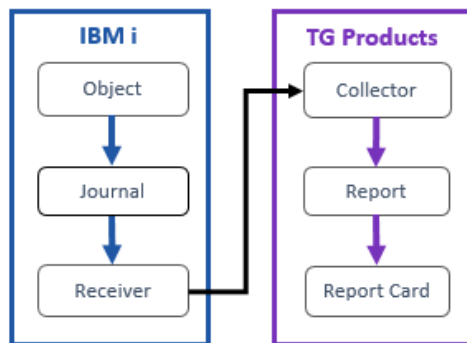 IBM i
Object
Journal
Receiver
TG Products
Collector
Report
Report Card